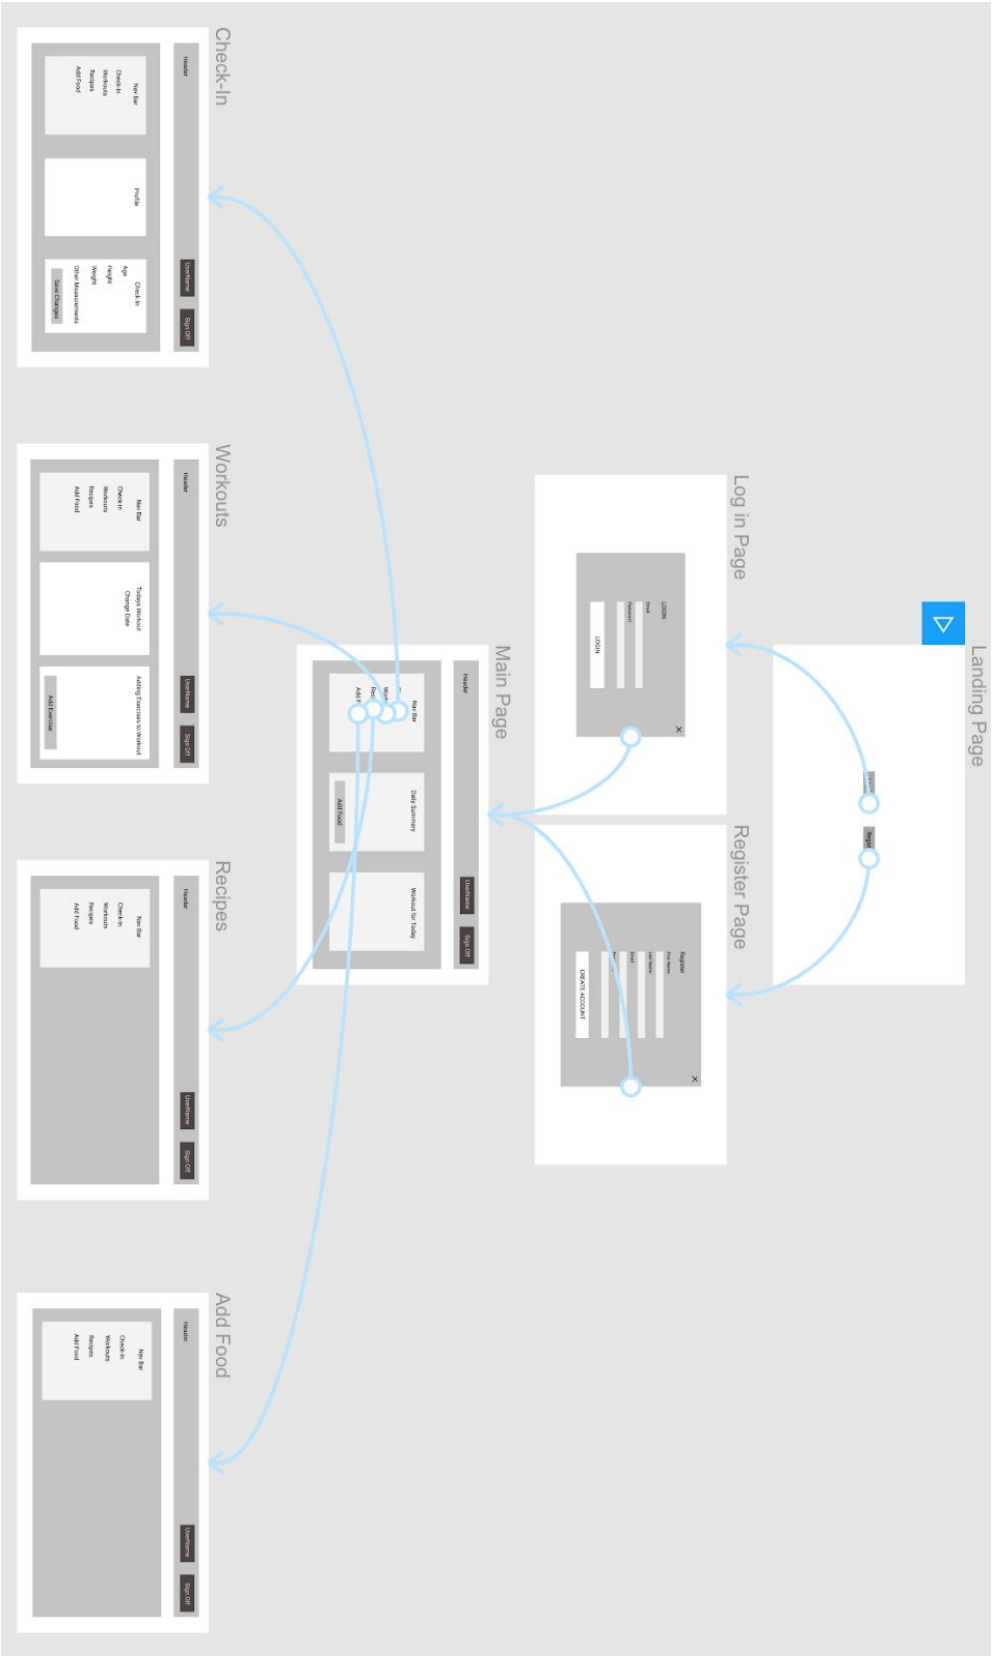 Landing Page
Regist
Log in Page
LOGIN
Email
Password
LOGIN
Register Page
Register
First Name
Last Name
Email
CREATE ACCOUNT
Main Page
Header
UserName
Sign Off
Nav Bar
Daily Summary
Add Food
Workout for Today
Check-In
Header
UserName
Sign Off
Nav Bar
Check-In
Workouts
Recipes
Add Food
Profile
Check In
Age
Height
Weight
Other Measurements
Save Changes
Workouts
Header
UserName
Sign Off
Nav Bar
Check-In
Workouts
Recipes
Add Food
Todays Workout
Change Date
Adding Exercises to Workout
Add Exercise
Recipes
Header
UserName
Sign Off
Nav Bar
Check-In
Workouts
Recipes
Add Food
Add Food
Header
UserName
Sign Off
Nav Bar
Check-In
Workouts
Recipes
Add Food